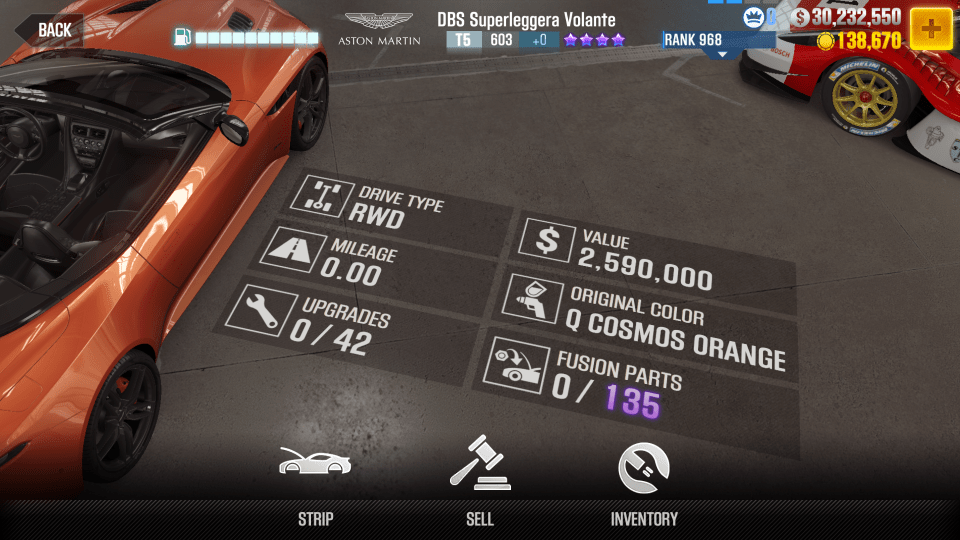 BACK
ASTON MARTIN
DBS Superleggera Volante
T5 603 +0
RANK 968
30,232,550
138,670
BOSCH
MICHELIN
DRIVE TYPE
RWD
MILEAGE
0.00
UPGRADES
0 / 42
VALUE
2,590,000
ORIGINAL COLOR
Q COSMOS ORANGE
FUSION PARTS
0 / 135
STRIP
SELL
INVENTORY